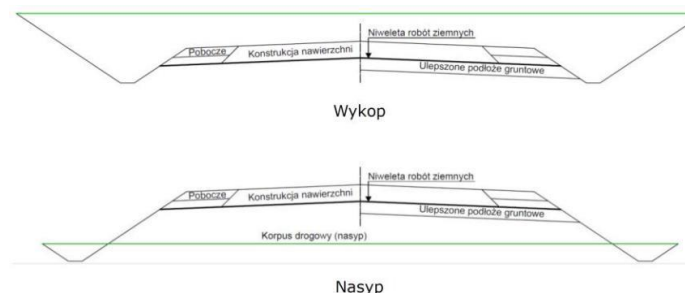 Niweleta robót ziemnych
Pobocze
Konstrukcja nawierzchni
Ulepszone podłoże gruntowe
Wykop
Niweleta robót ziemnych
Pobocze
Konstrukcja nawierzchni
Ulepszone podłoże gruntowe
Korpus drogowy (nasyp)
Nasyp